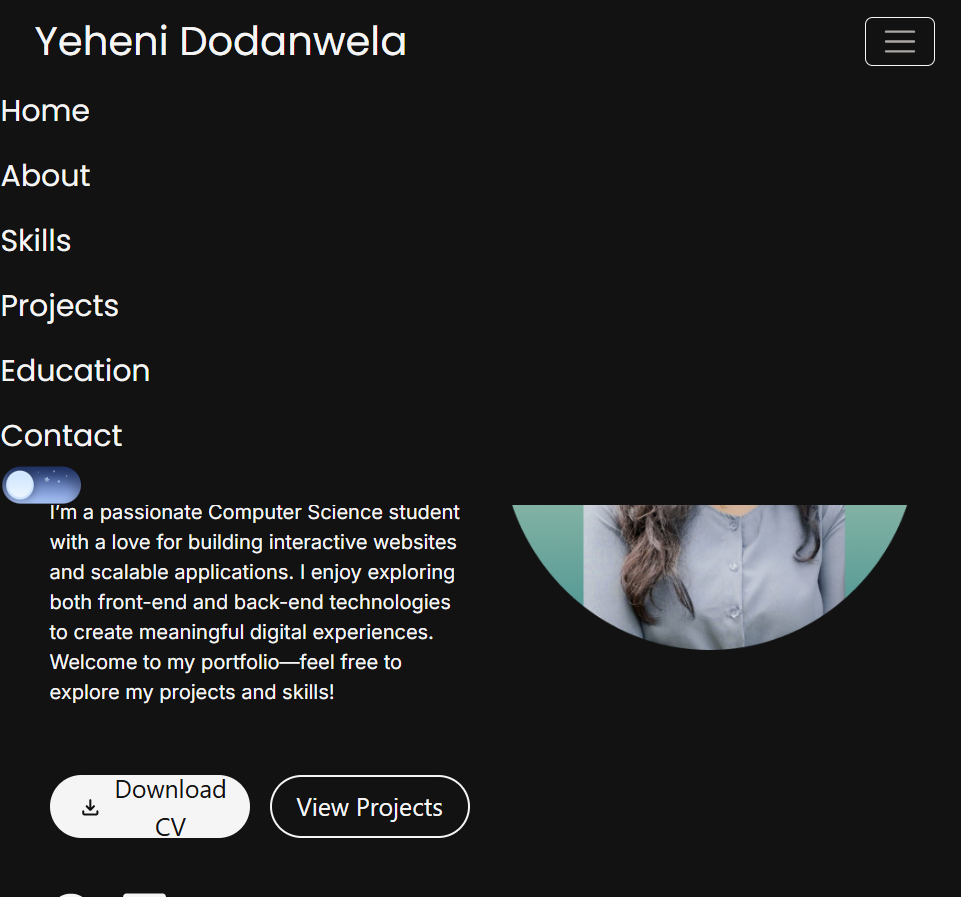 Yeheni Dodanwela
Home
About
Skills
Projects
Education
Contact
I'm a passionate Computer Science student
with a love for building interactive websites
and scalable applications. I enjoy exploring
both front-end and back-end technologies
to create meaningful digital experiences.
Welcome to my portfolio—feel free to
explore my projects and skills!
Download
CV
View Projects